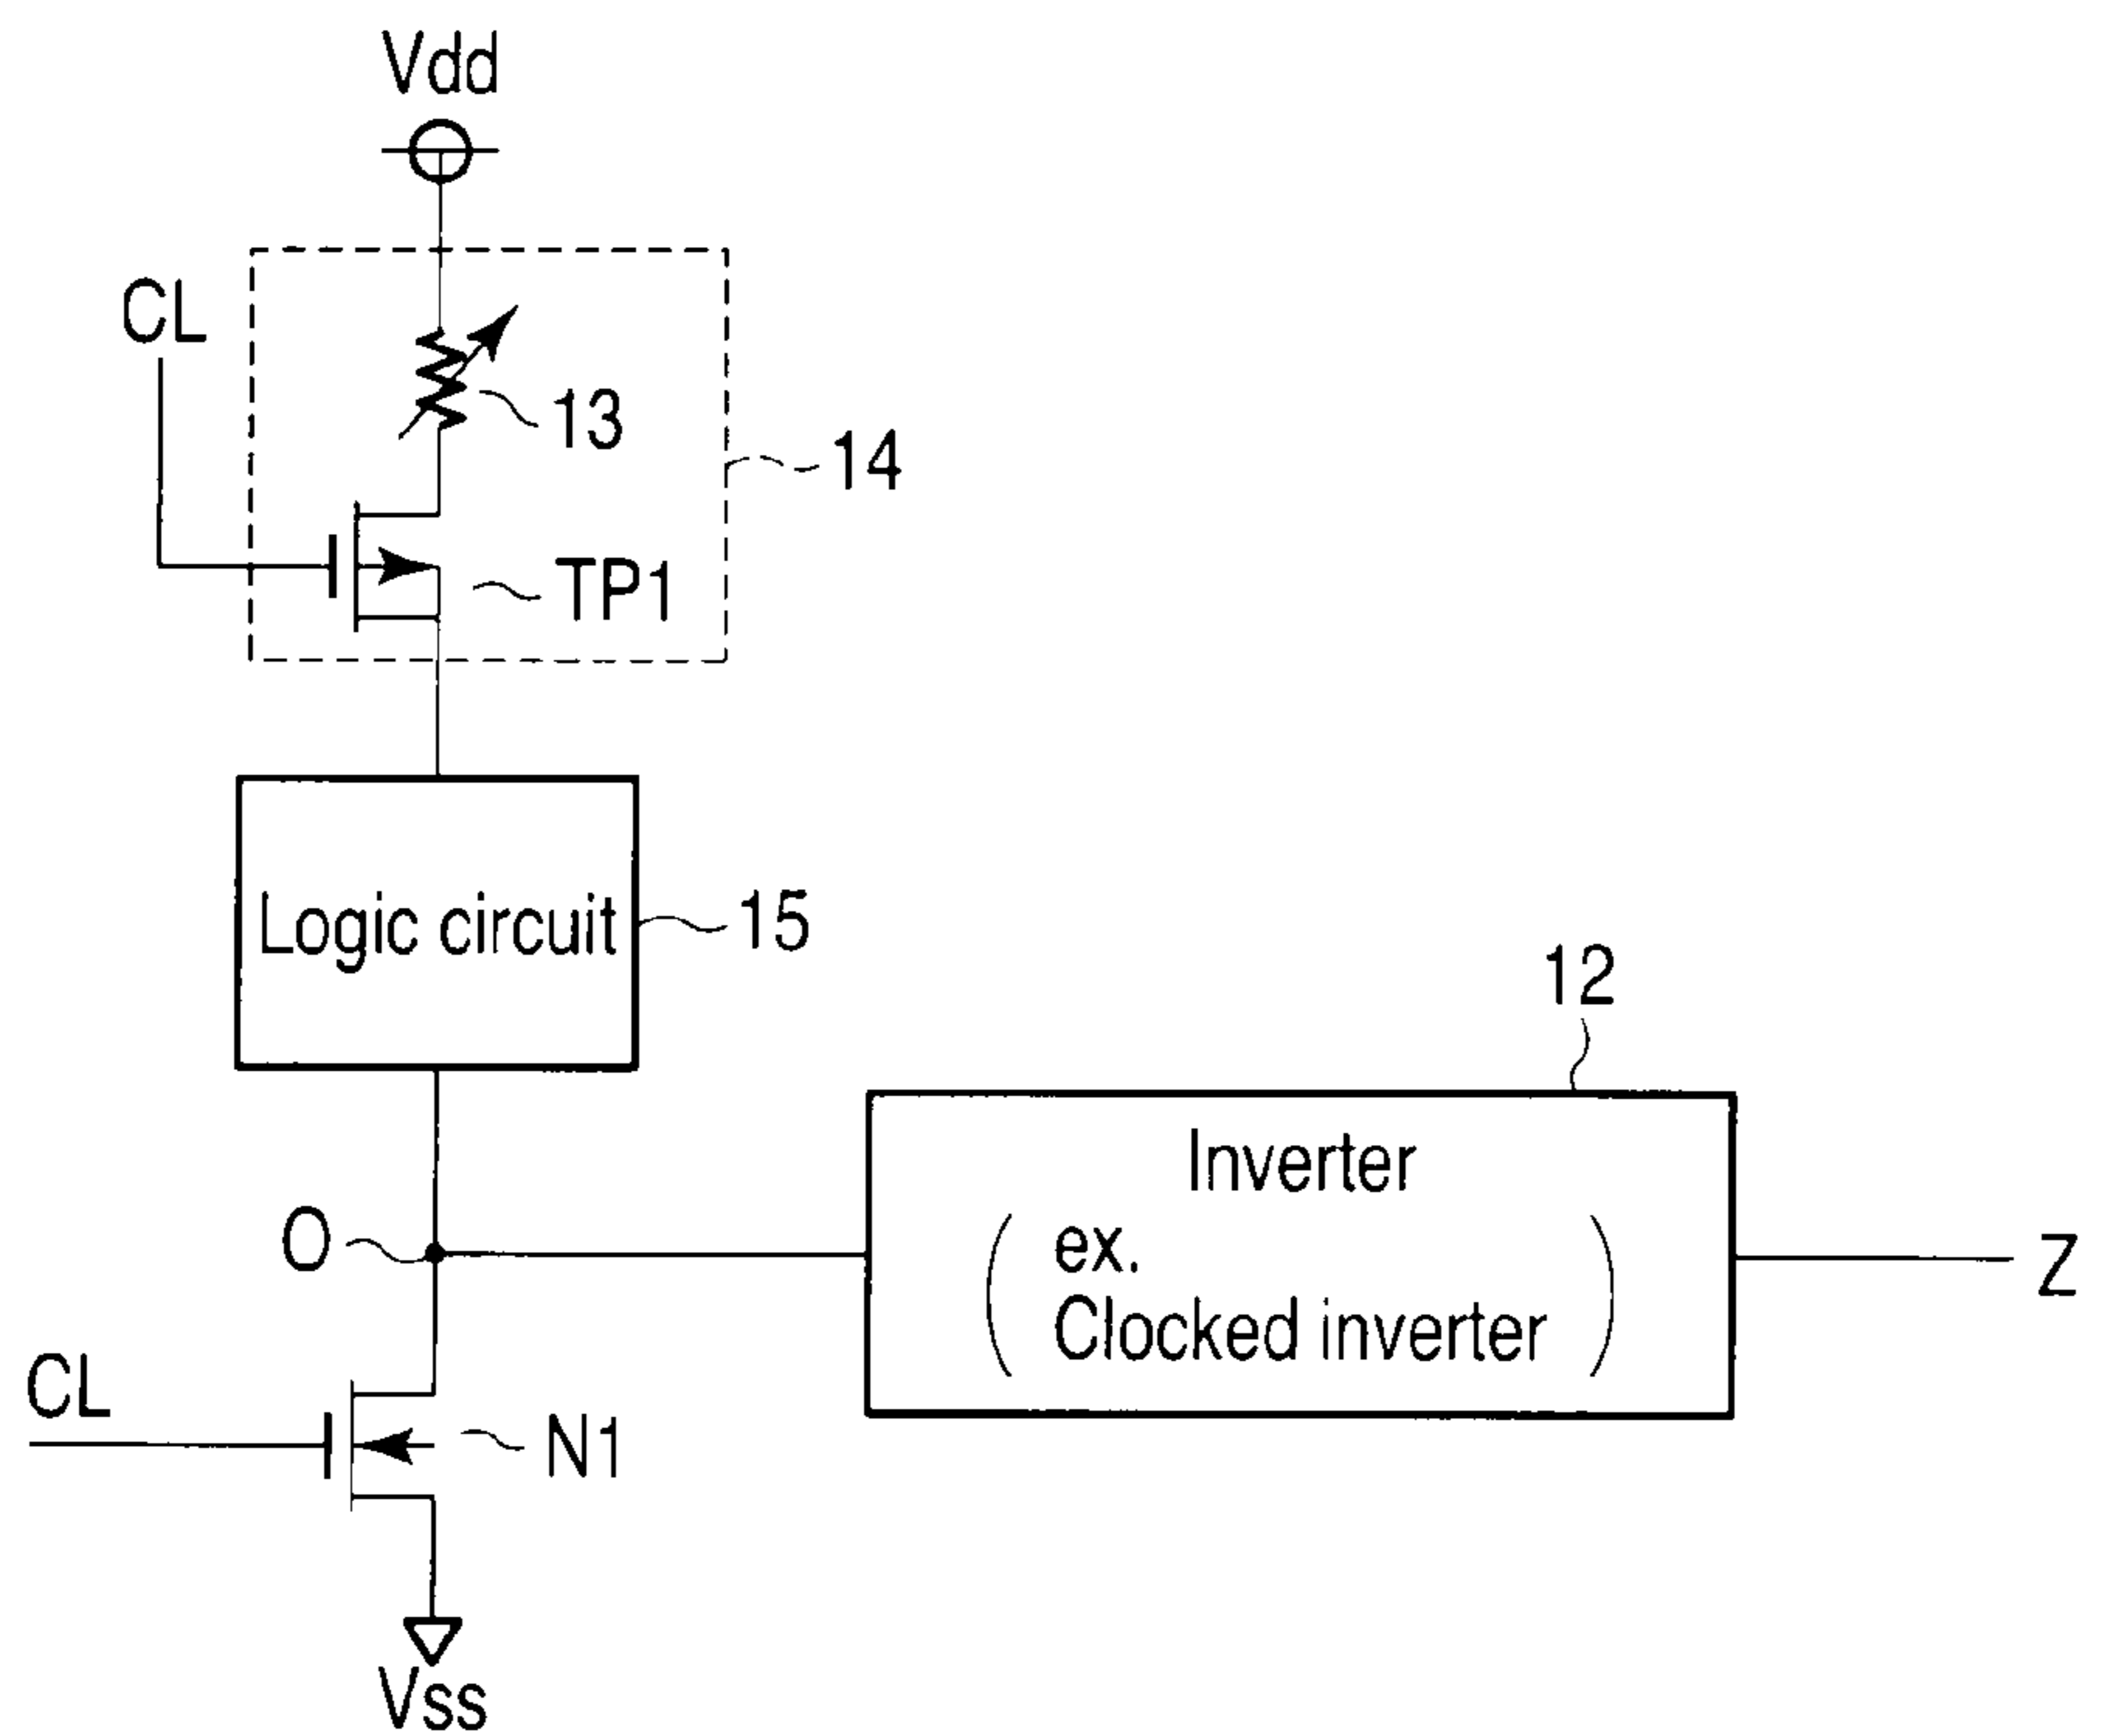 Vdd
CL
13
14
TP1
Logic circuit
15
12
Inverter
( ex.
Clocked inverter )
O
Z
CL
N1
Vss